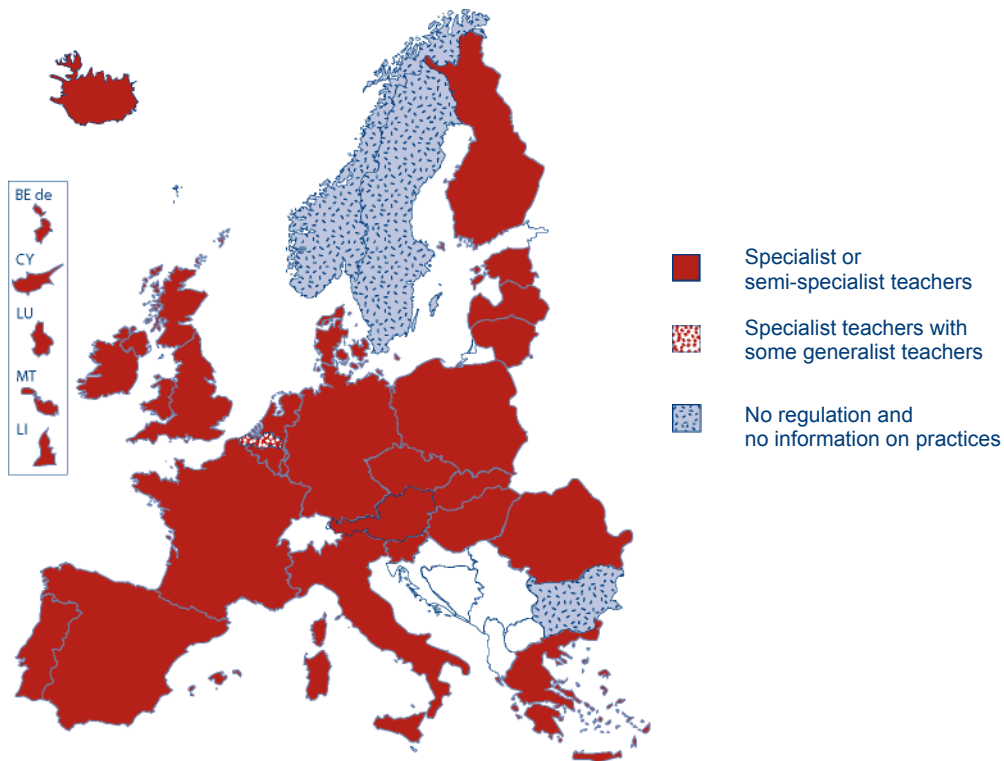 BE de
CY
LU
MT
LI
Specialist or
semi-specialist teachers
Specialist teachers with
some generalist teachers
No regulation and
no information on practices